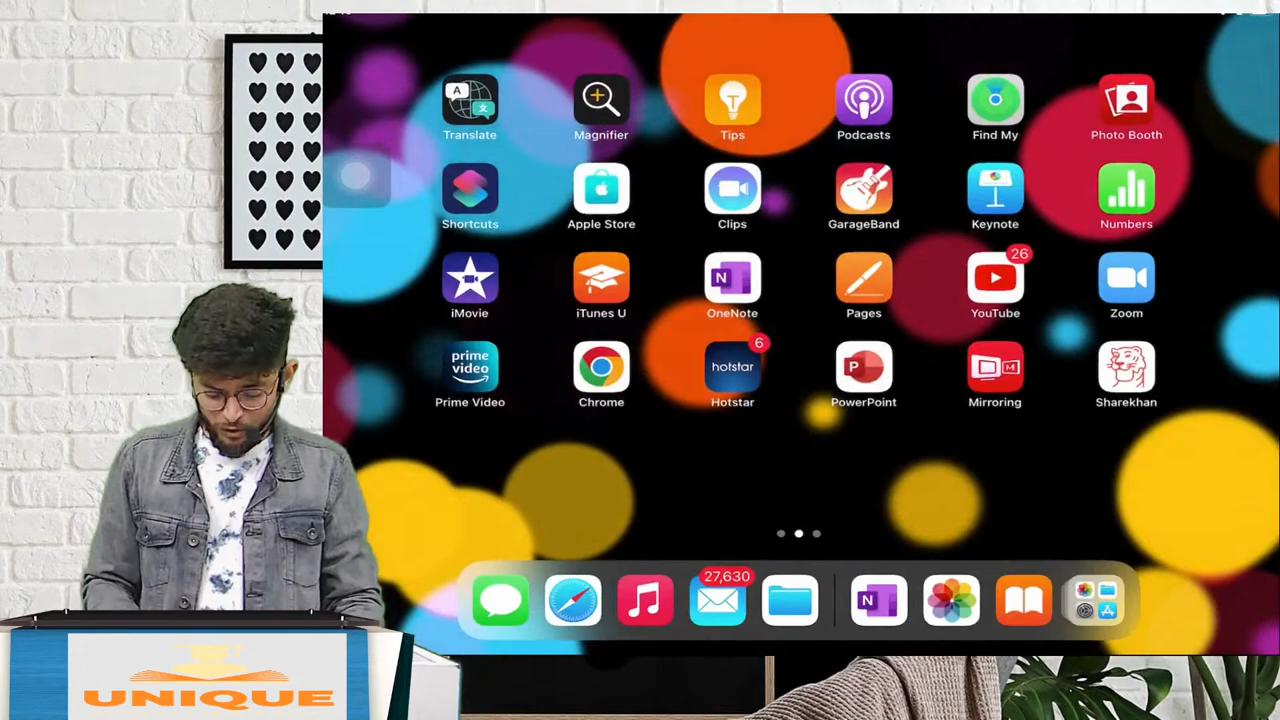 Translate
Magnifier
Tips
Podcasts
Find My
Photo Booth
Shortcuts
Apple Store
Clips
GarageBand
Keynote
Numbers
26
iMovie
iTunes U
OneNote
Pages
YouTube
Zoom
prime video
6
hotstar
Prime Video
Chrome
Hotstar
PowerPoint
Mirroring
Sharekhan
27,630
UNIQUE